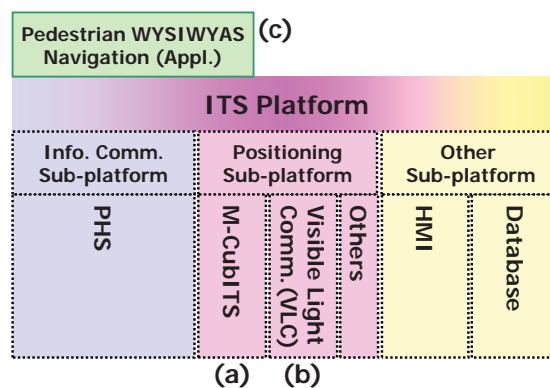 Pedestrian WYSIWYAS
Navigation (Appl.)
(c)
ITS Platform
Info. Comm.
Sub-platform
Positioning
Sub-platform
Other
Sub-platform
PHS
M-CubITS
Visible Light
Comm. (VLC)
Others
HMI
Database
(a)
(b)